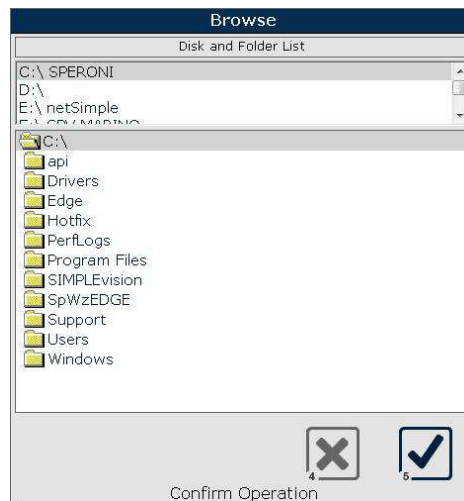 Browse
Disk and Folder List
C:\ SPERONI
D:\
E:\ netSimple
C:\
api
Drivers
Edge
Hotfix
PerfLogs
Program Files
SIMPLEvision
SpWzEDGE
Support
Users
Windows
4 5
Confirm Operation